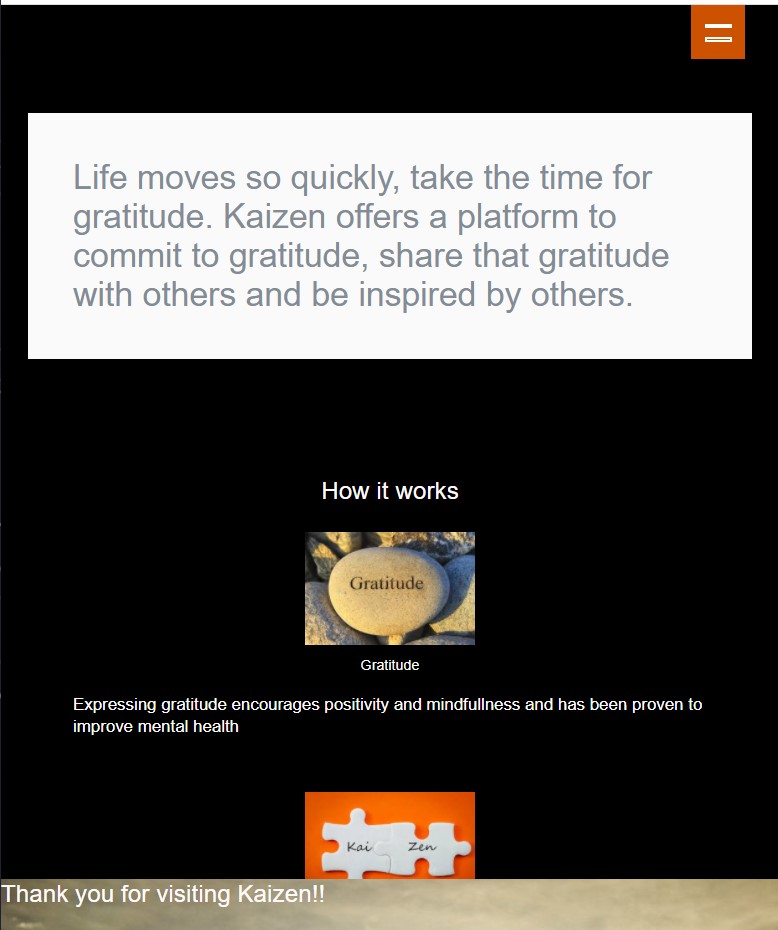 Life moves so quickly, take the time for
gratitude. Kaizen offers a platform to
commit to gratitude, share that gratitude
with others and be inspired by others.
How it works
Gratitude
Gratitude
Expressing gratitude encourages positivity and mindfullness and has been proven to
improve mental health
Kai Zen
Thank you for visiting Kaizen!!